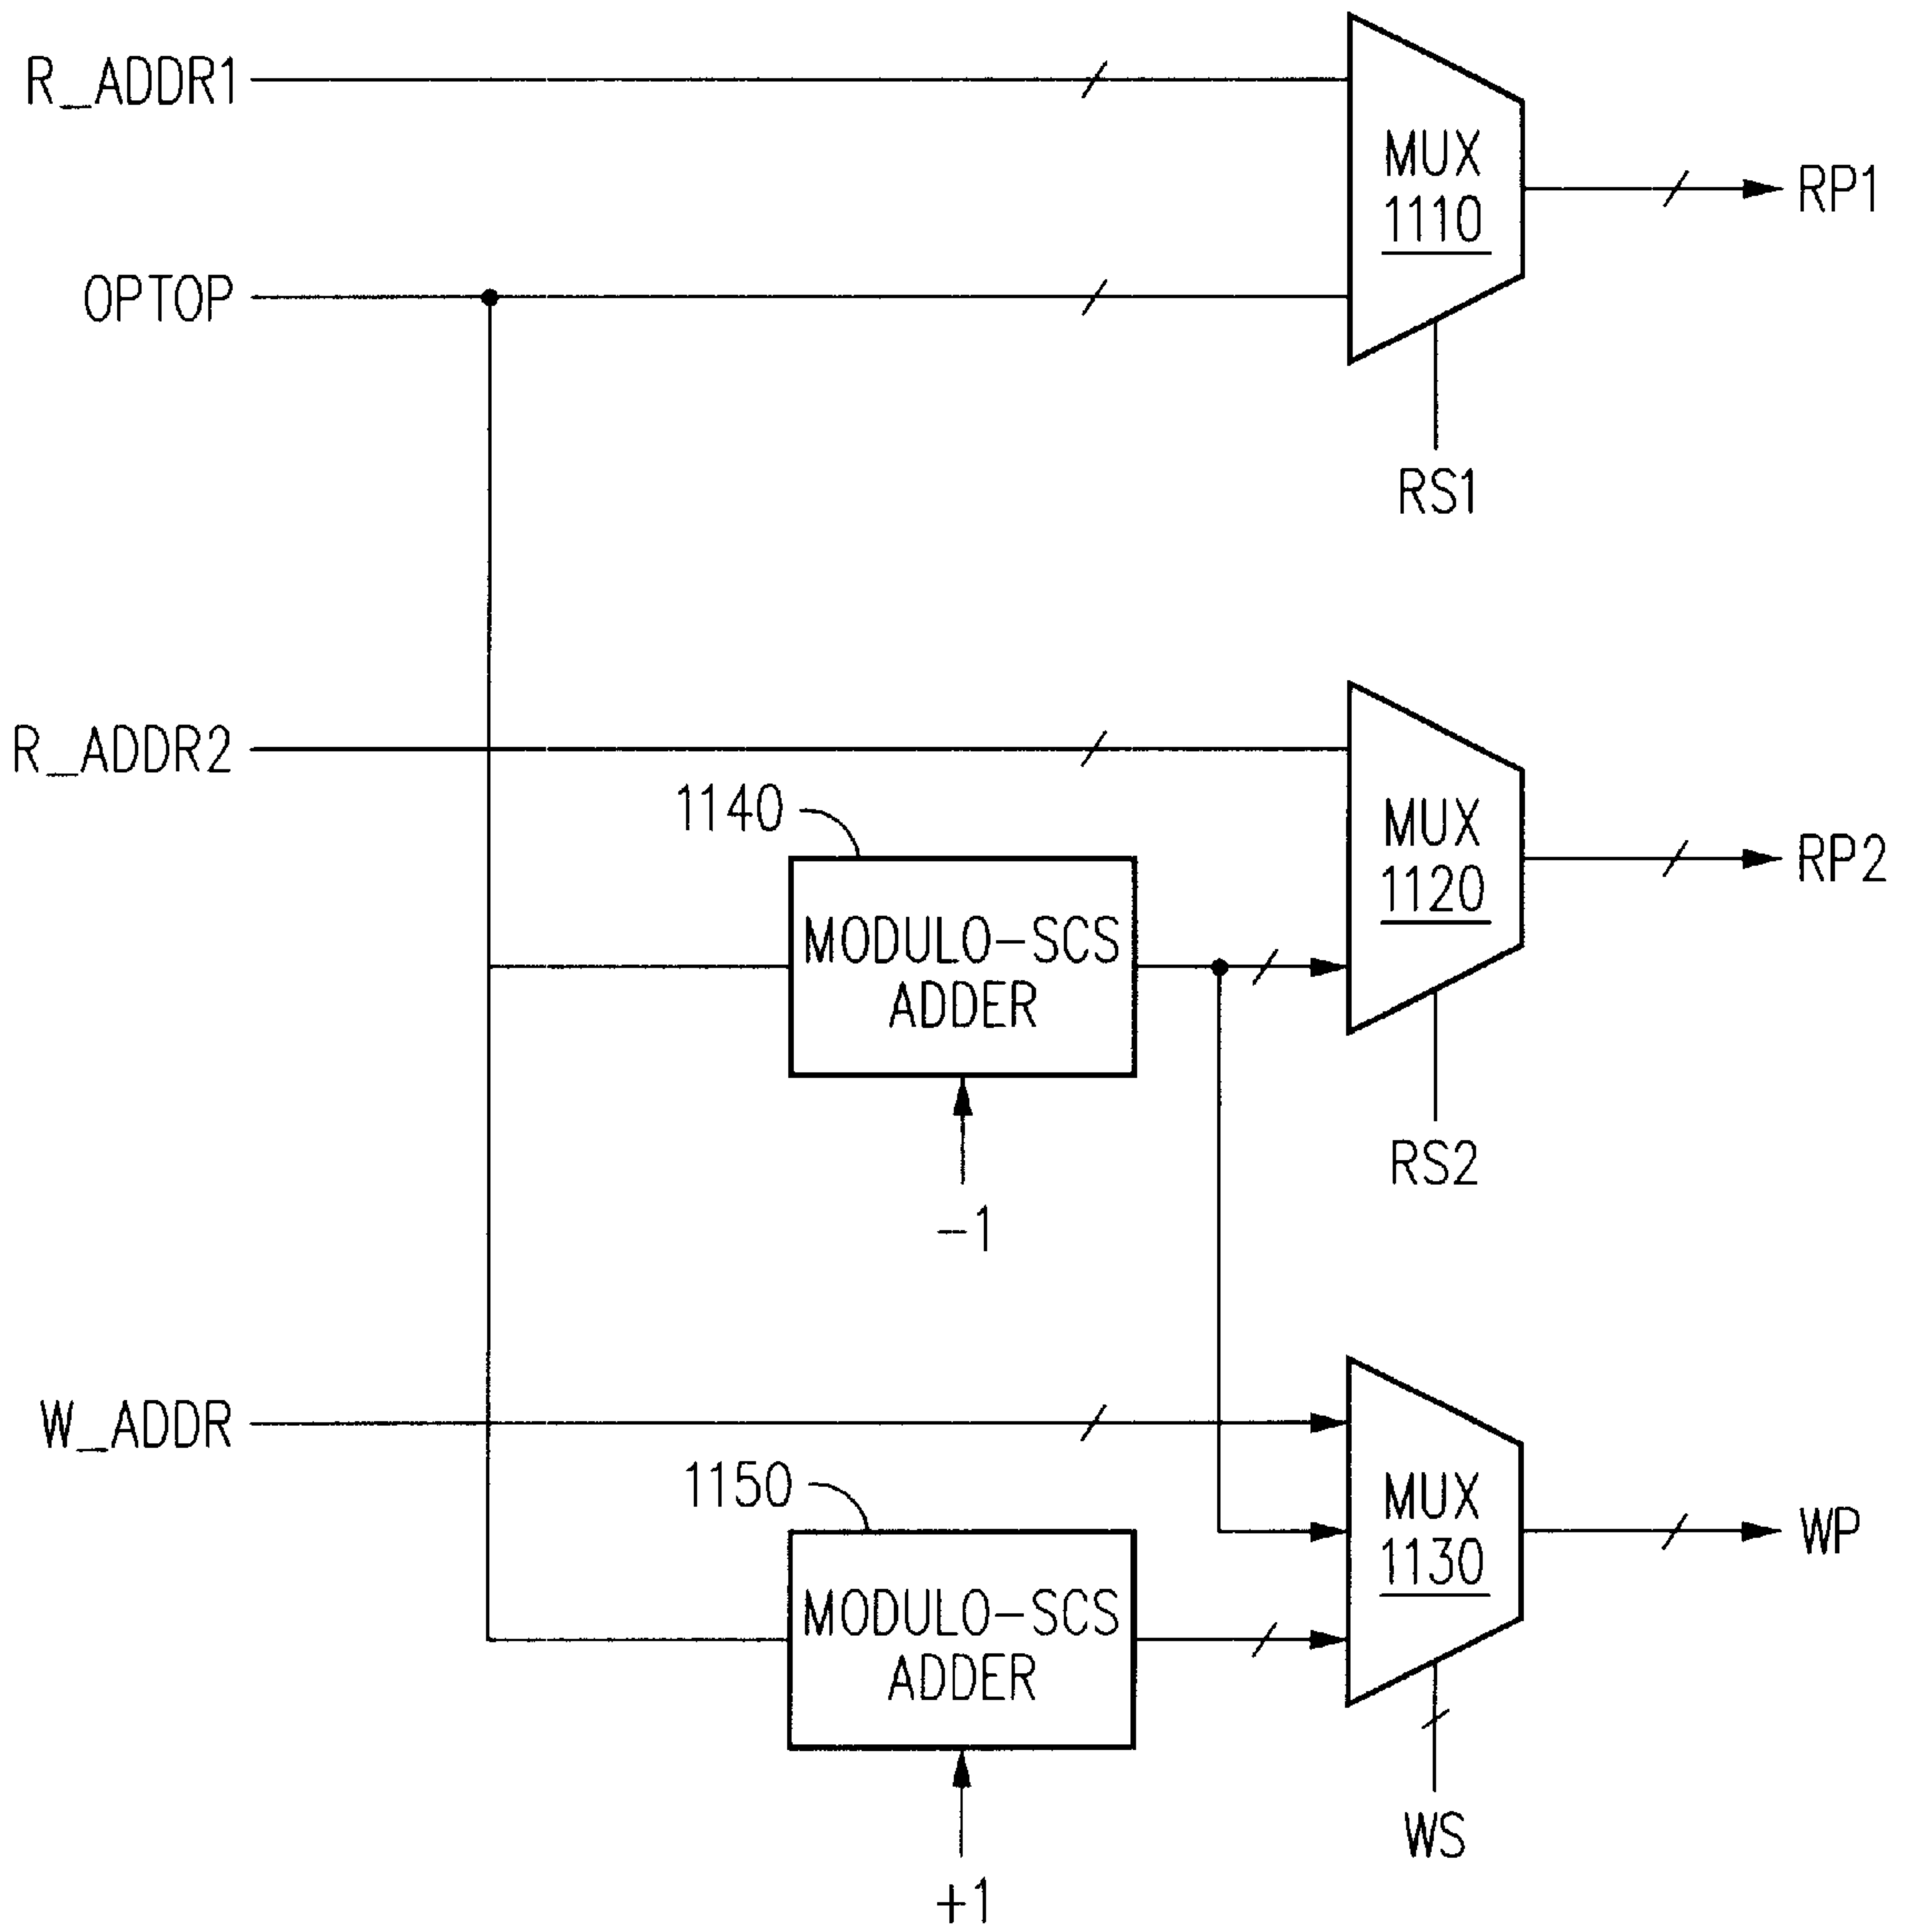 R_ADDR1
MUX
1110
RP1
OPTOP
RS1
R_ADDR2
1140
MUX
1120
RP2
MODULO-SCS
ADDER
RS2
-1
W_ADDR
1150
MUX
1130
WP
MODULO-SCS
ADDER
WS
+1